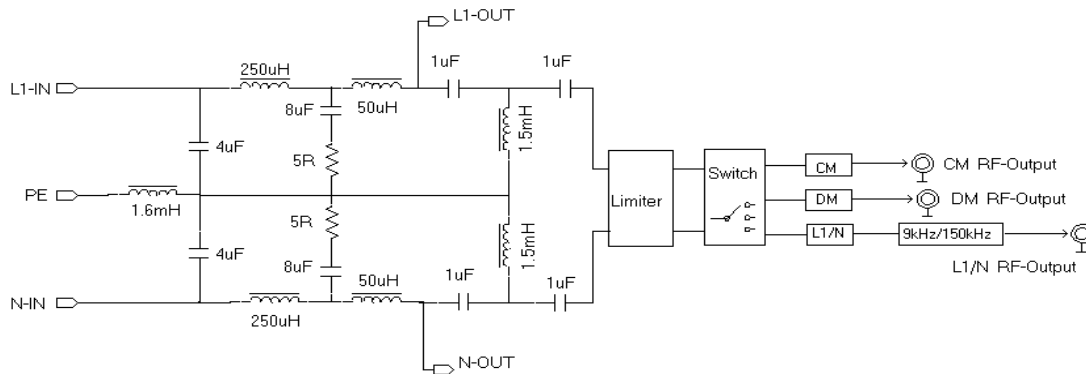 L1-OUT
1uF
1uF
250uH
L1-IN
50uH
8uF
1.5mH
4uF
5R
CM
CM RF-Output
Switch
PE
Limiter
DM
DM RF-Output
1.6mH
5R
L1/N
9kHz/150kHz
4uF
1.5mH
8uF
1uF
L1/N RF-Output
50uH
1uF
N-IN
250uH
N-OUT